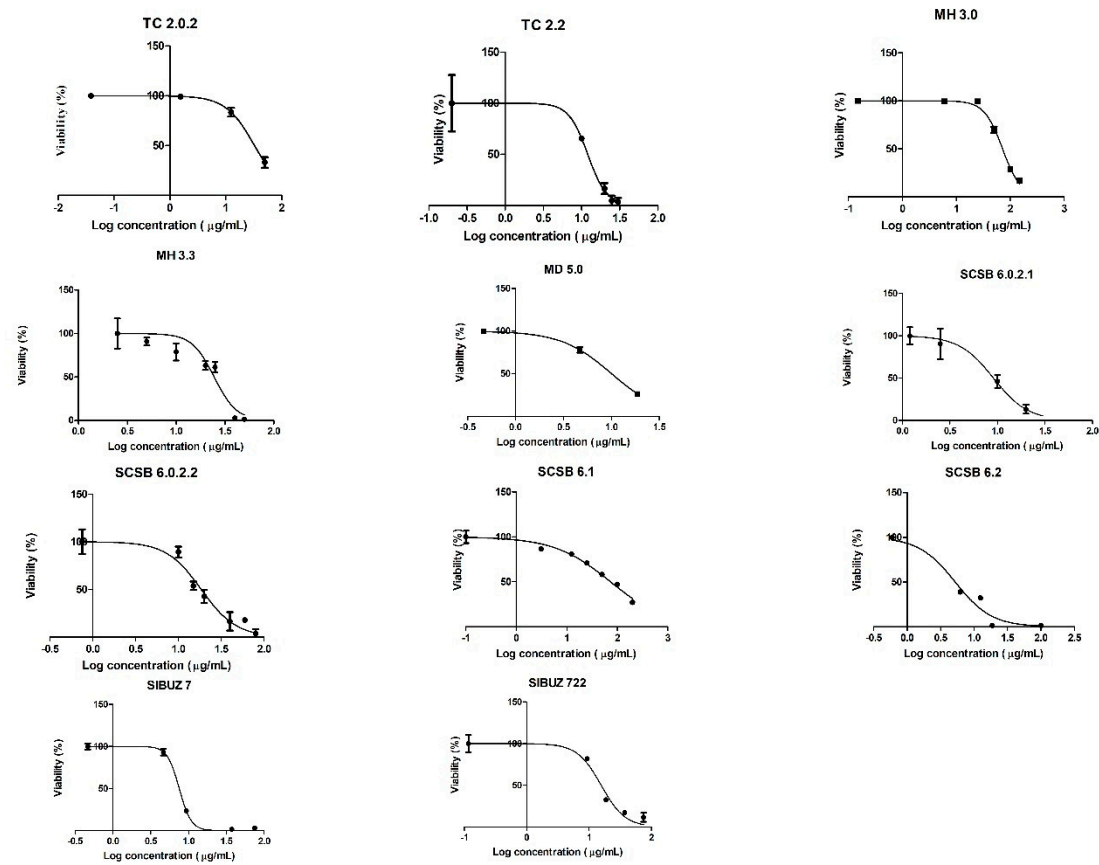 TC 2.0.2
150
100
50
-2 -1 0 1 2
Viability (%)
Log concentration ( µg/mL)
TC 2.2
150
100
50
-1.0 -0.5 0.0 0.5 1.0 1.5 2.0
Viability (%)
Log concentration ( µg/mL)
MH 3.0
150
100
50
-1 0 1 2 3
Viability (%)
Log concentration ( µg/mL)
MH 3.3
150
100
50
0
0.0 0.5 1.0 1.5 2.0
Viability (%)
Log concentration ( µg/mL)
MD 5.0
150
100
50
-0.5 0.0 0.5 1.0 1.5
Viability (%)
Log concentration ( µg/mL)
SCSB 6.0.2.1
150
100
50
0
0.0 0.5 1.0 1.5 2.0
Viability (%)
Log concentration ( µg/mL)
SCSB 6.0.2.2
150
100
50
-0.5 0.0 0.5 1.0 1.5 2.0
Viability (%)
Log concentration ( µg/mL)
SCSB 6.1
150
100
50
-1 0 1 2 3
Viability (%)
Log concentration ( µg/mL)
SCSB 6.2
150
100
50
-0.5 0.0 0.5 1.0 1.5 2.0 2.5
Viability (%)
Log concentration ( µg/mL)
SIBUZ 7
150
100
50
-0.5 0.0 0.5 1.0 1.5 2.0
Viability (%)
Log concentration ( µg/mL)
SIBUZ 722
150
100
50
-1 0 1 2
Viability (%)
Log concentration ( µg/mL)